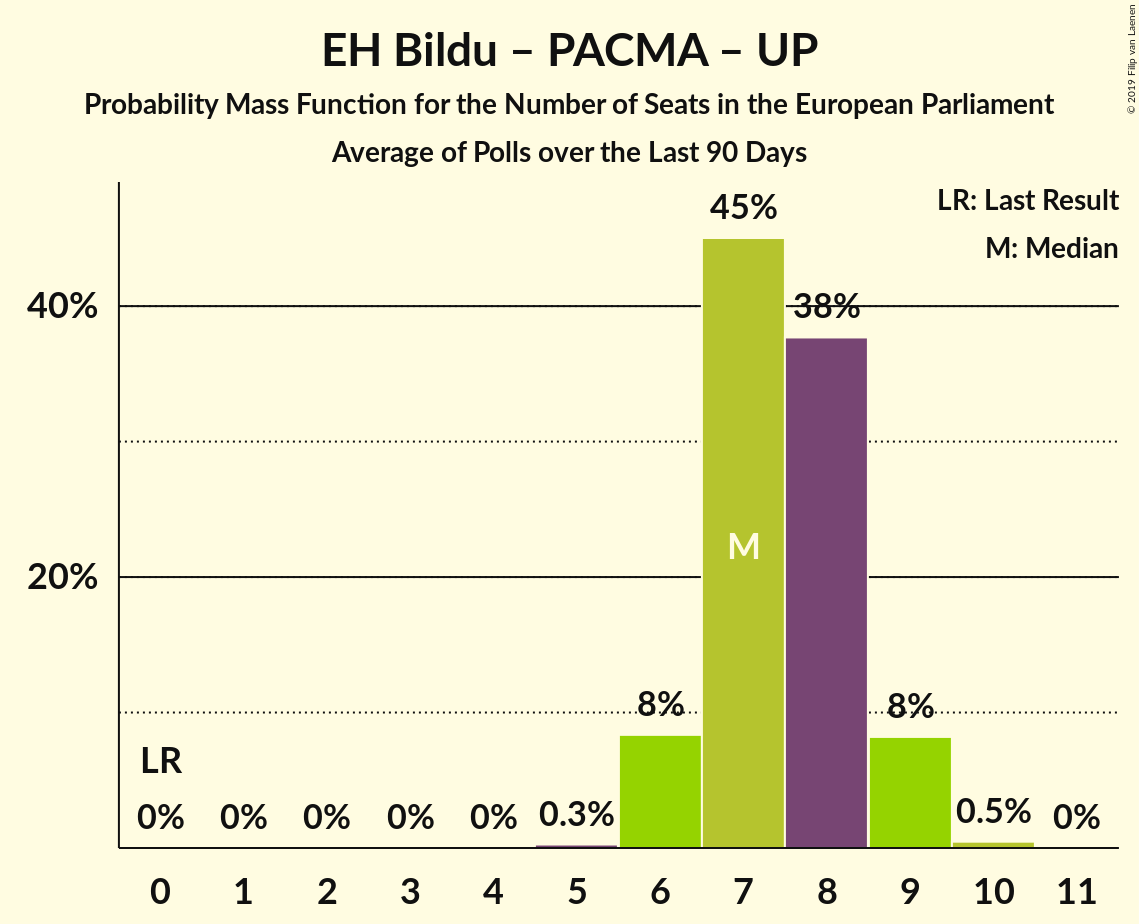 EH Bildu – PACMA – UP
Probability Mass Function for the Number of Seats in the European Parliament
Average of Polls over the Last 90 Days
© 2019 Filip van Laenen
LR: Last Result
M: Median
45%
40%
38%
M
20%
8%
8%
LR
0%
0%
0%
0%
0%
0.3%
0.5%
0%
0 1 2 3 4 5 6 7 8 9 10 11